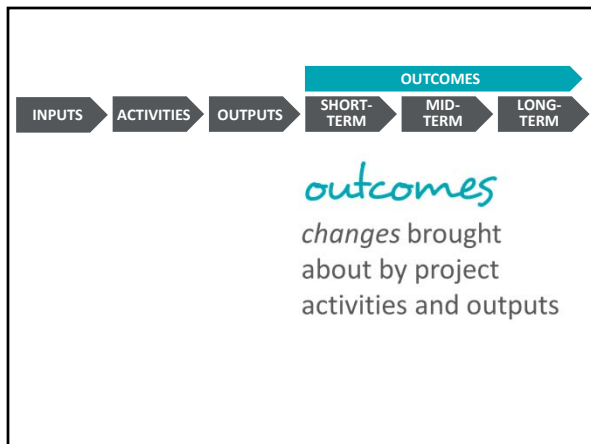 OUTCOMES
INPUTS
ACTIVITIES
OUTPUTS
SHORT-
TERM
MID-
TERM
LONG-
TERM
outcomes
changes brought
about by project
activities and outputs